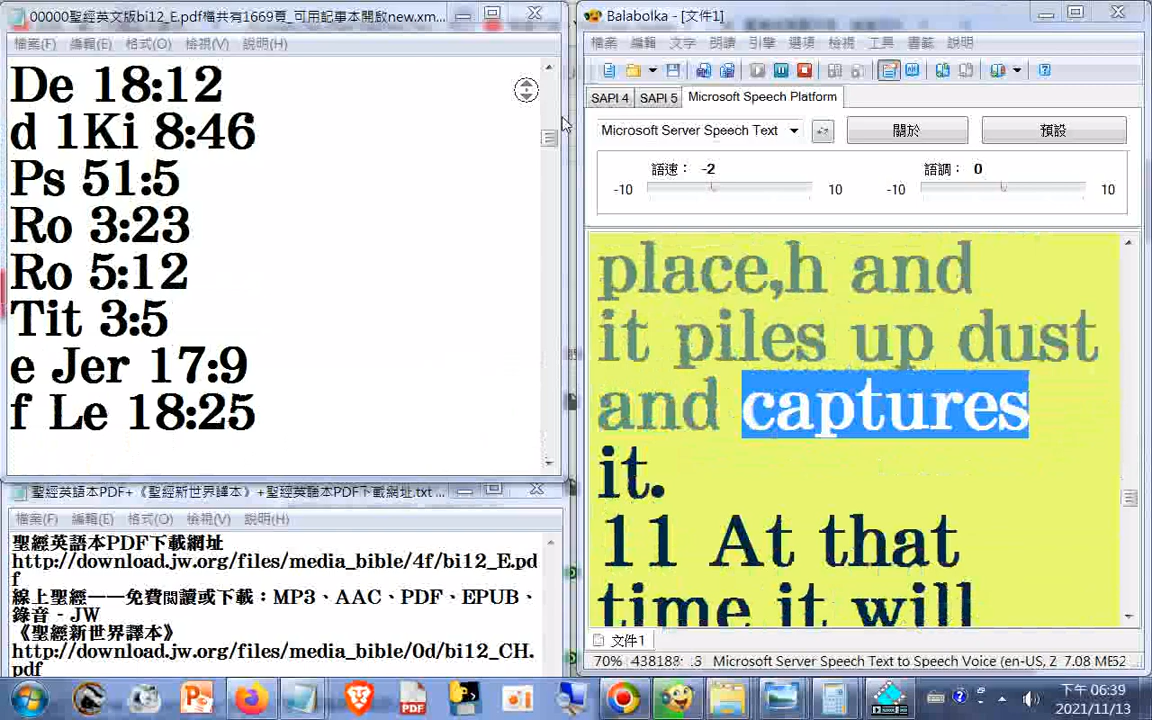 00000聖經英文版bi12_E.pdf檔共有1669頁_可用記事本開啟new.xm...
檔案(F) 編輯(E) 格式(O) 檢視(V) 說明(H)
De 18:12
d 1Ki 8:46
Ps 51:5
Ro 3:23
Ro 5:12
Tit 3:5
e Jer 17:9
f Le 18:25
聖經英語本PDF+《聖經新世界譯本》+聖經英語本PDF下載網址.txt ...
檔案(F) 編輯(E) 格式(O) 檢視(V) 說明(H)
聖經英語本PDF下載網址
http://download.jw.org/files/media_bible/4f/bi12_E.pd
f
線上聖經——免費閱讀或下載：MP3、AAC、PDF、EPUB、
錄音 - JW
《聖經新世界譯本》
http://download.jw.org/files/media_bible/0d/bi12_CH.
pdf
Balabolka - [文件1]
檔案 編輯 文字 朗讀 引擎 選項 檢視 工具 書籤 說明
SAPI 4 SAPI 5 Microsoft Speech Platform
Microsoft Server Speech Text 關於 預設
語速： -2 語調： 0
-10 10 -10 10
place,h and
it piles up dust
and captures
it.
11 At that
time it will
文件1
70% Microsoft Server Speech Text to Speech Voice (en-US, Z 7.08 ME
下午 06:39
2021/11/13